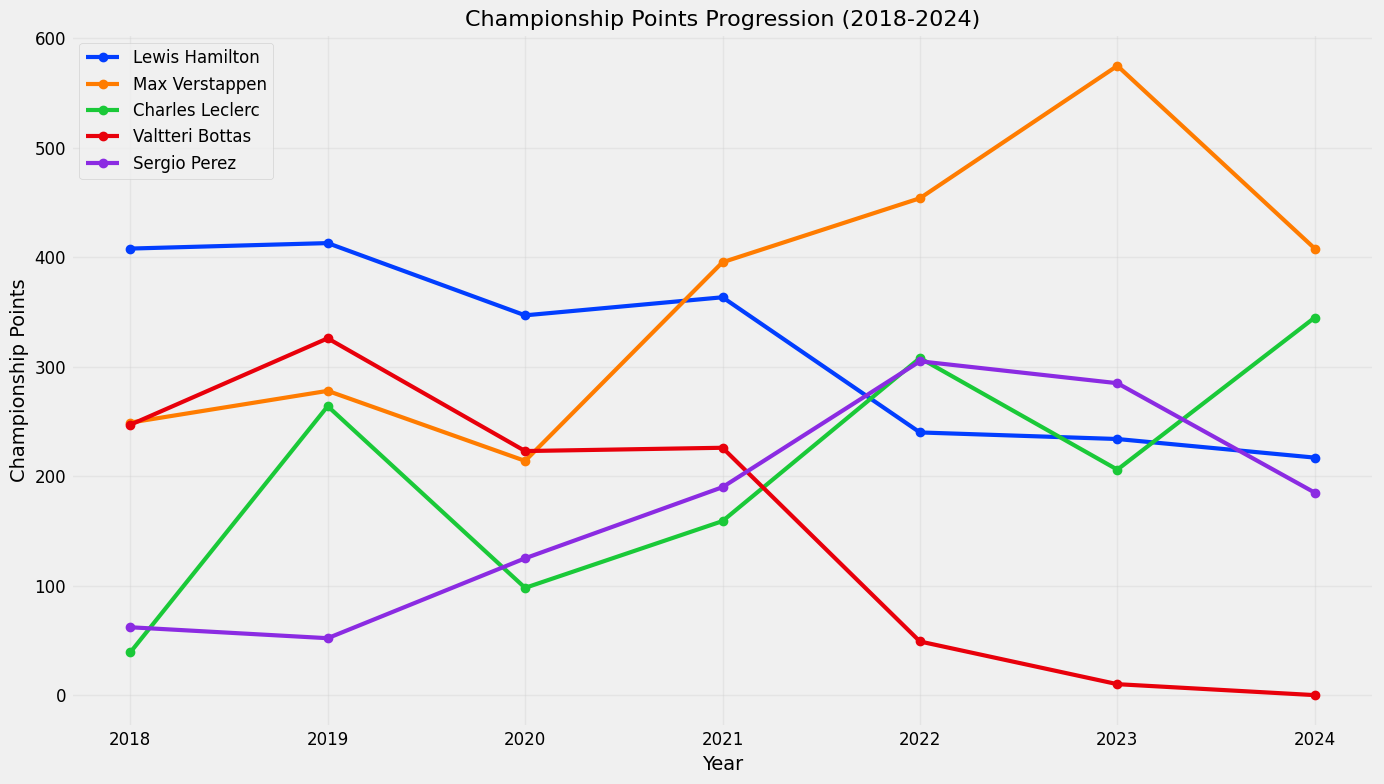 Championship Points Progression (2018-2024)
600
500
400
300
200
100
0
Championship Points
Lewis Hamilton
Max Verstappen
Charles Leclerc
Valtteri Bottas
Sergio Perez
2018 2019 2020 2021 2022 2023 2024
Year